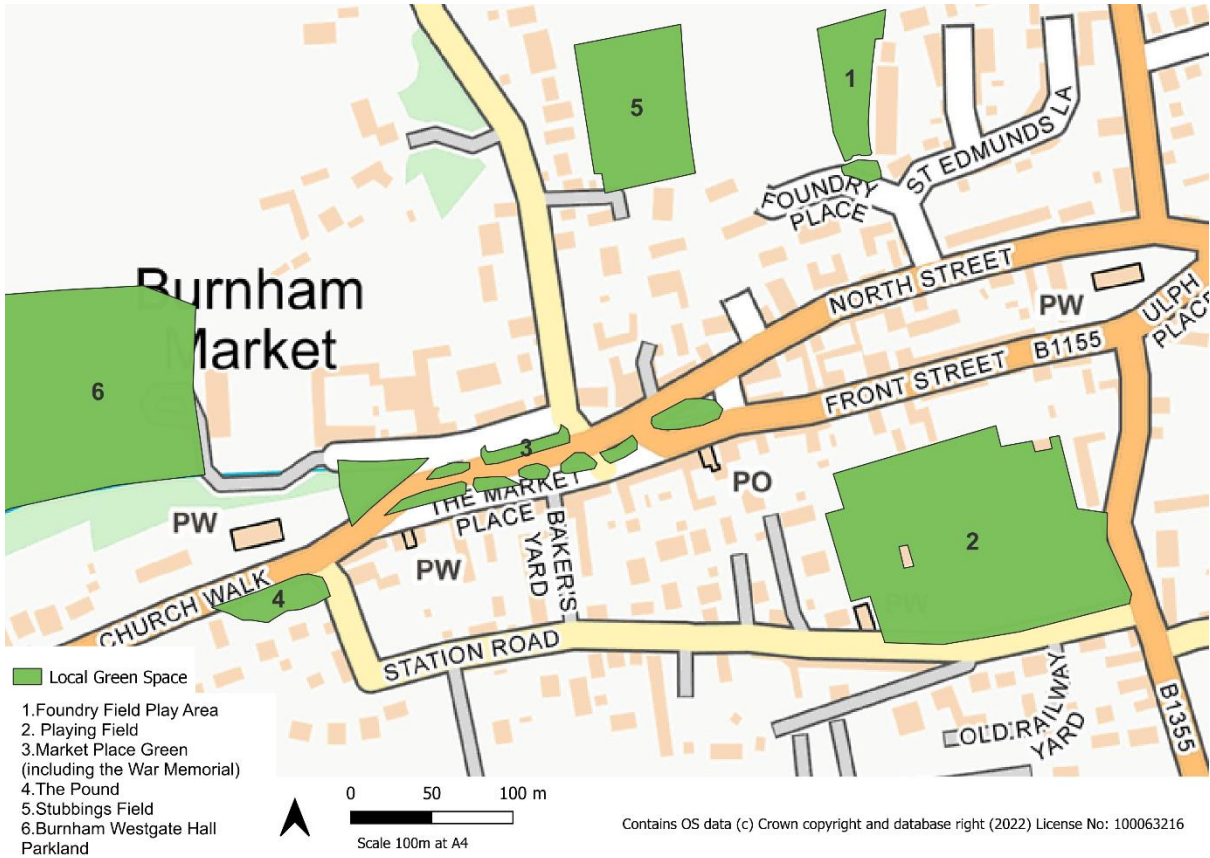 1
5
ST EDMUNDS LA
FOUNDRY
PLACE
Burnham
Market
NORTH STREET
PW
ULPH
PLACE
6
FRONT STREET
B1155
3
PO
THE MARKET
PLACE
BAKER'S
YARD
PW
PW
2
CHURCH WALK
4
PW
STATION ROAD
OLD RAILWAY
YARD
B1355
Local Green Space
1.Foundry Field Play Area
2. Playing Field
3.Market Place Green
(including the War Memorial)
4.The Pound
5.Stubbings Field
6.Burnham Westgate Hall
Parkland
0 50 100 m
Scale 100m at A4
Contains OS data (c) Crown copyright and database right (2022) License No: 100063216